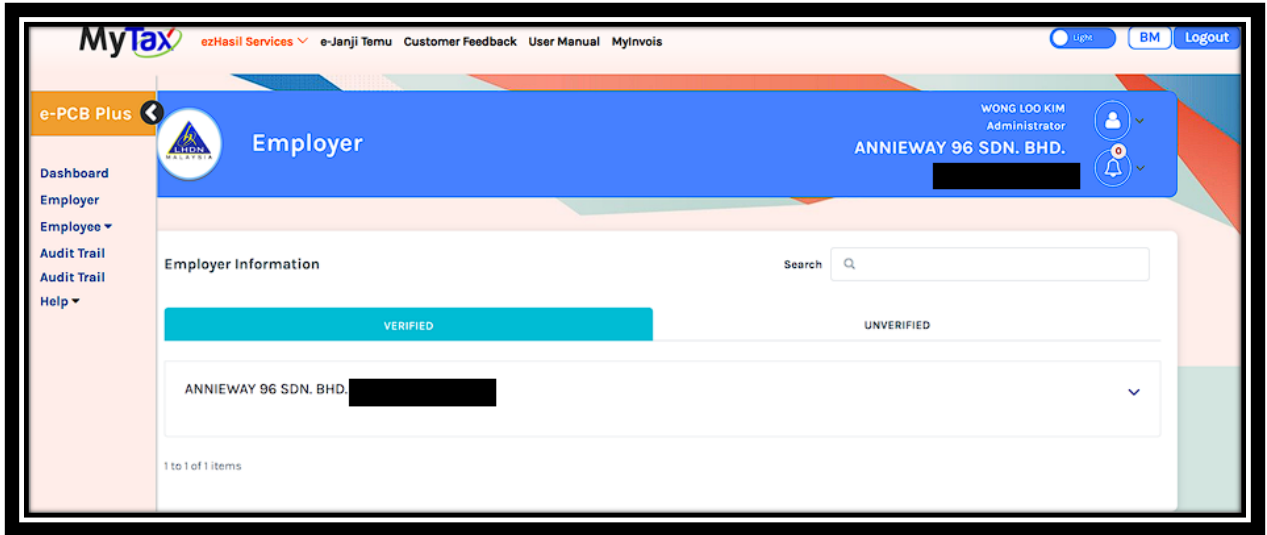 MyTax ezHasil Services e-Janji Temu Customer Feedback User Manual MyInvois Light BM Logout
e-PCB Plus
Dashboard
Employer
Employee
Audit Trail
Audit Trail
Help
LHDN
MALAYSIA
Employer
WONG LOO KIM
Administrator
ANNIEWAY 96 SDN. BHD.
0
Employer Information
Search
VERIFIED UNVERIFIED
ANNIEWAY 96 SDN. BHD.
1 to 1 of 1 items